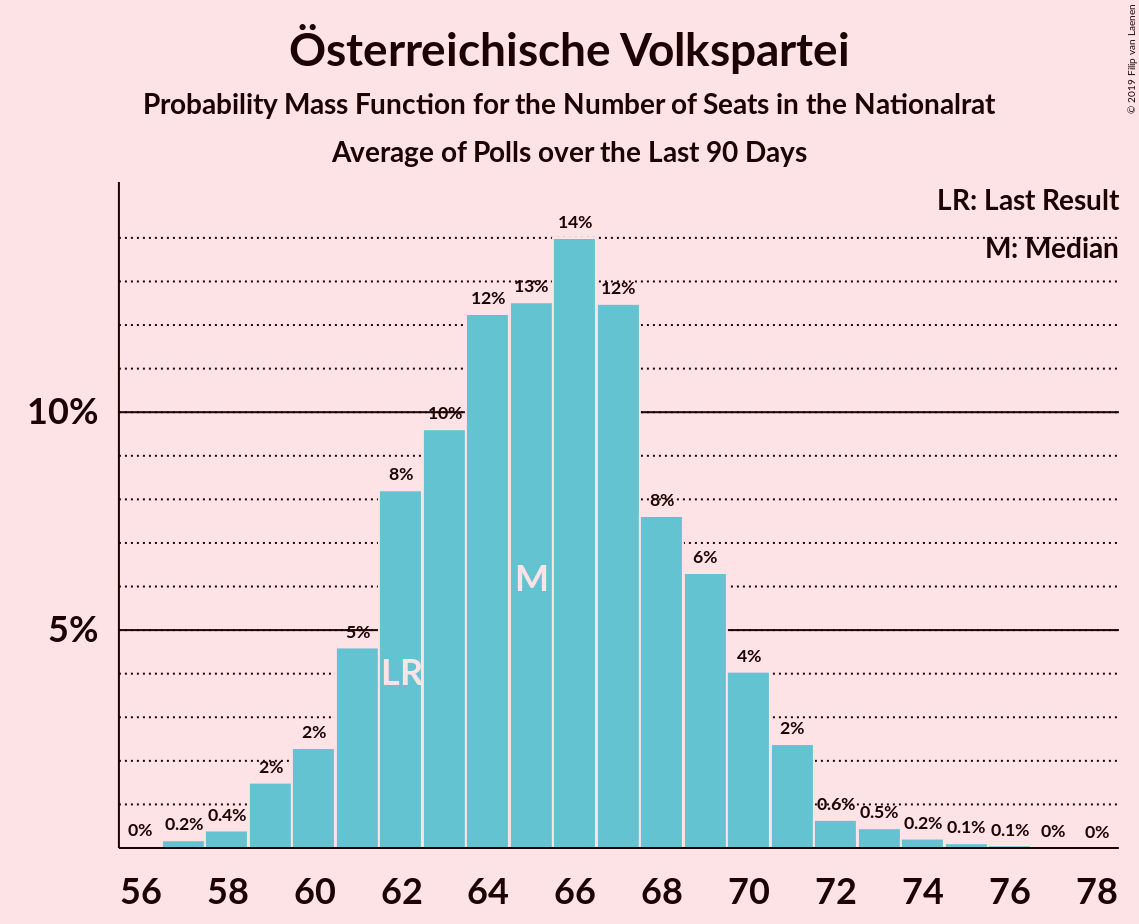 Österreichische Volkspartei
Probability Mass Function for the Number of Seats in the Nationalrat
Average of Polls over the Last 90 Days
© 2019 Filip van Laenen
LR: Last Result
M: Median
10%
5%
0%
0.2%
0.4%
2%
2%
5%
8%
10%
12%
13%
14%
12%
8%
6%
4%
2%
0.6%
0.5%
0.2%
0.1%
0.1%
0%
0%
LR
M
56 58 60 62 64 66 68 70 72 74 76 78